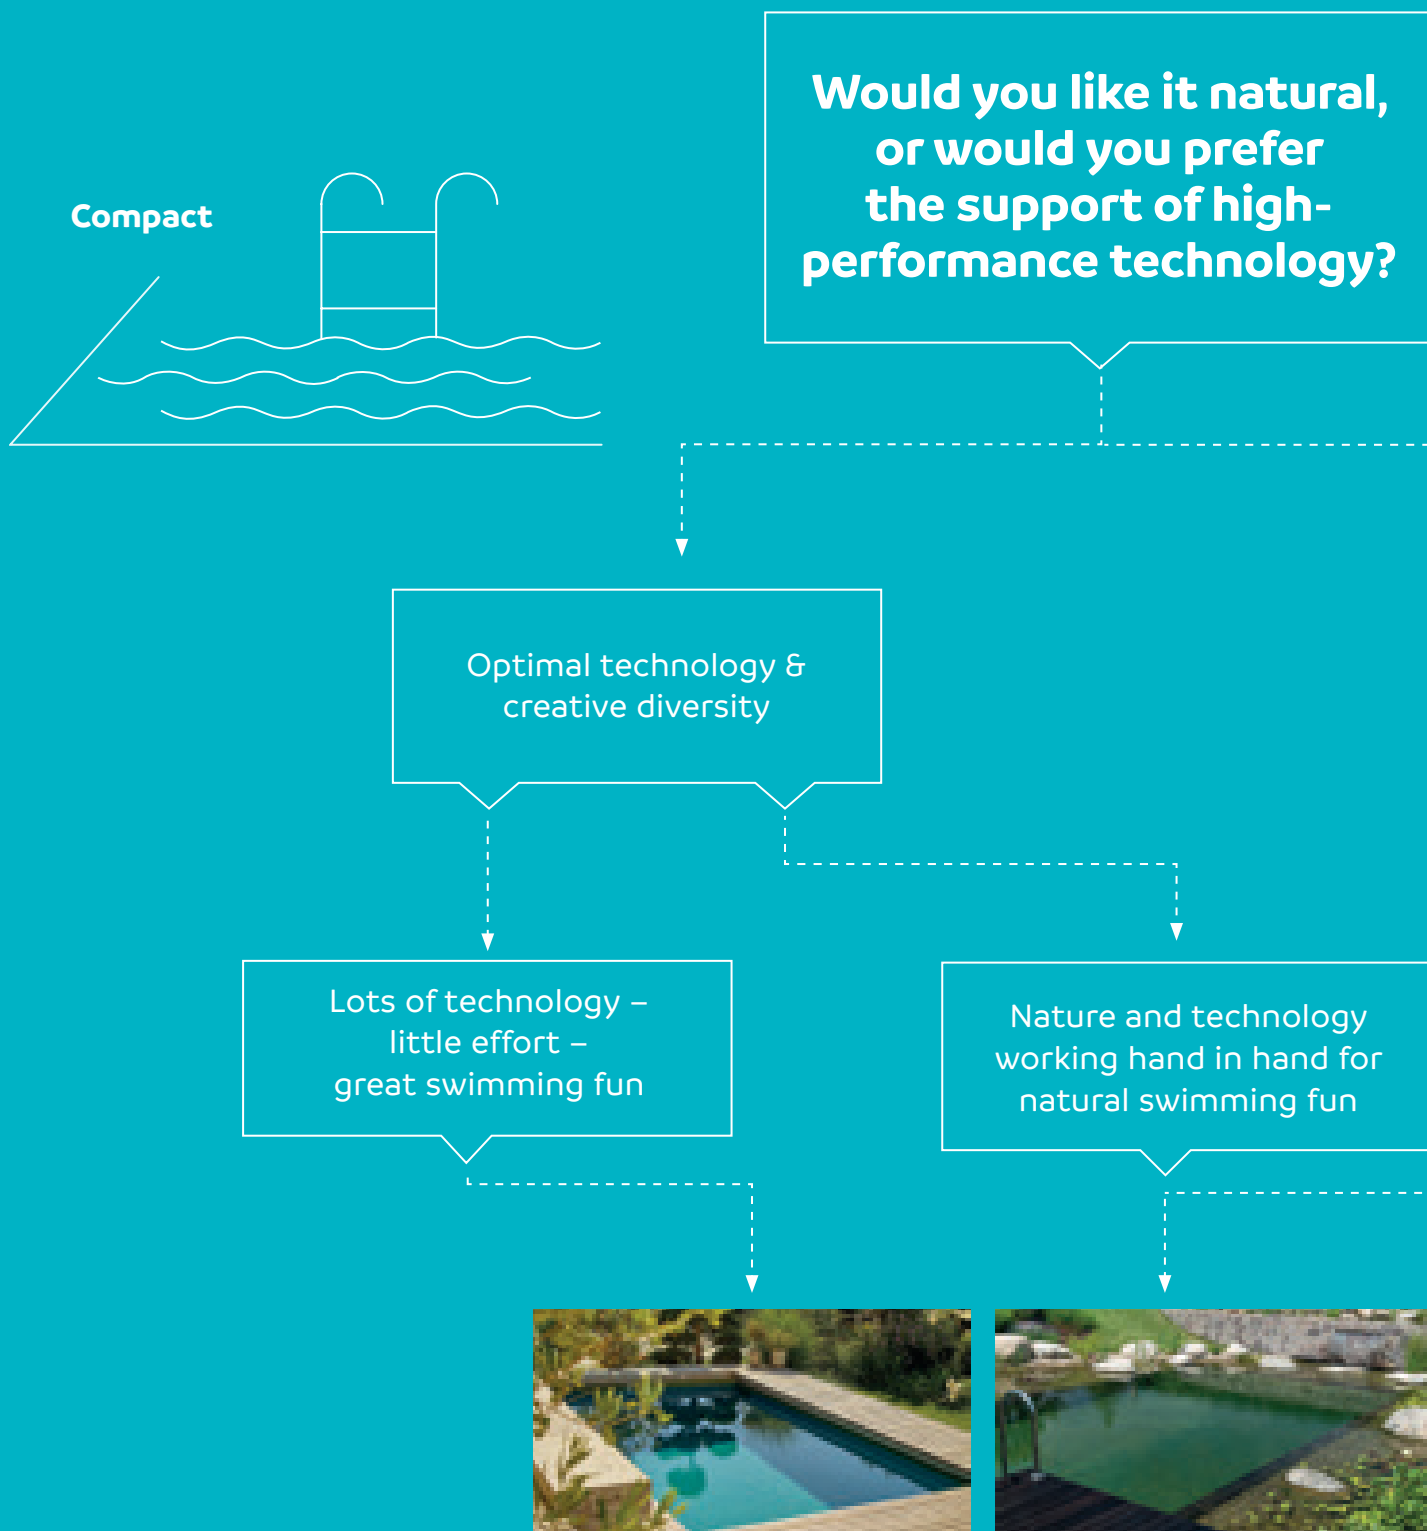 Would you like it natural,
or would you prefer
the support of high-
performance technology?
Compact
Optimal technology &
creative diversity
Lots of technology –
little effort –
great swimming fun
Nature and technology
working hand in hand for
natural swimming fun